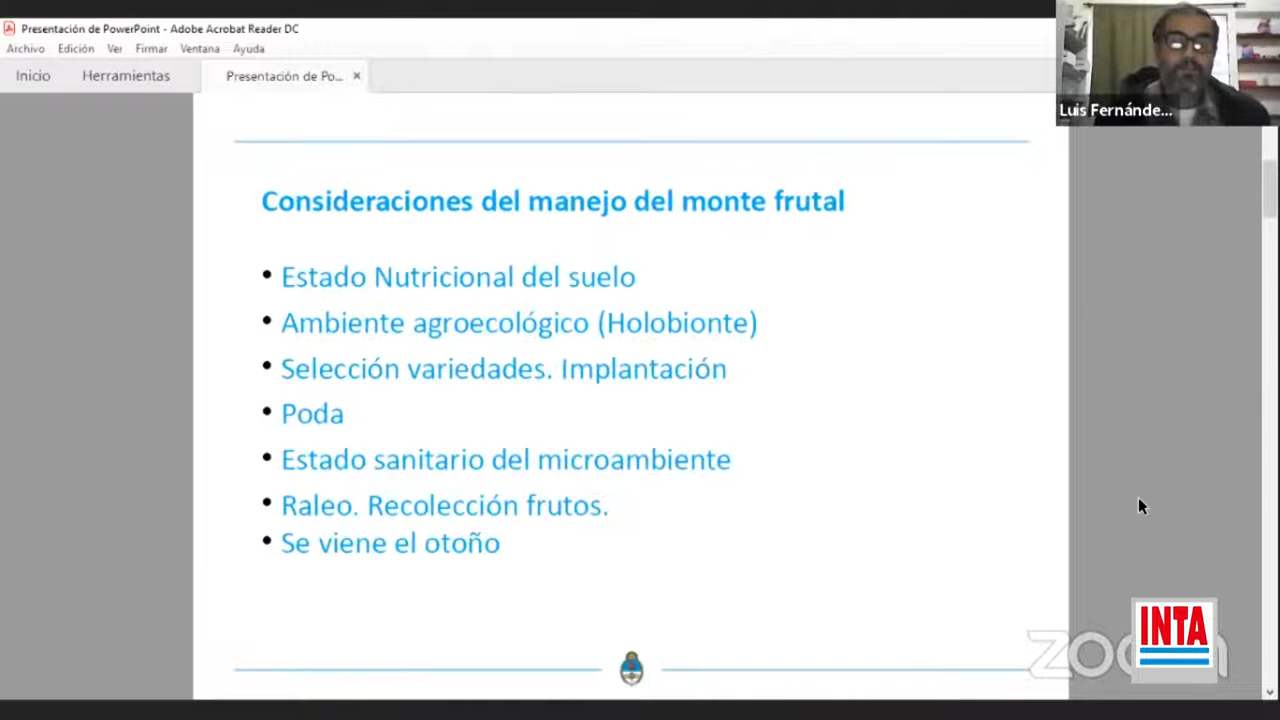 Presentación de PowerPoint - Adobe Acrobat Reader DC
Archivo Edición Ver Firmar Ventana Ayuda
Inicio Herramientas Presentación de Po... ×
Luis Fernánde...
Consideraciones del manejo del monte frutal
• Estado Nutricional del suelo
• Ambiente agroecológico (Holobionte)
• Selección variedades. Implantación
• Poda
• Estado sanitario del microambiente
• Raleo. Recolección frutos.
• Se viene el otoño
zoom
INTA